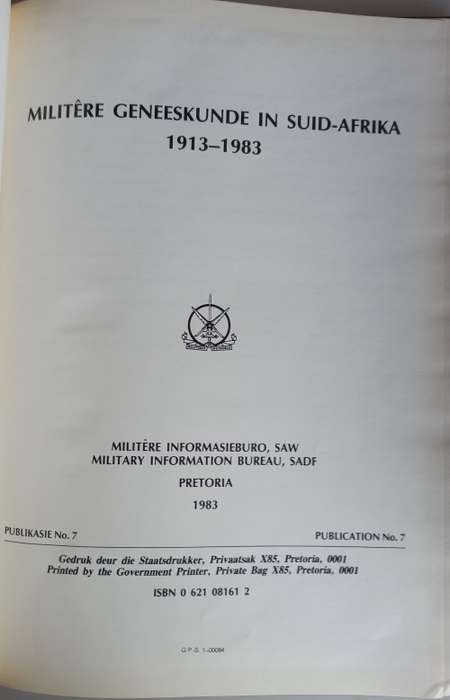 MILITÊRE GENEESKUNDE IN SUID-AFRIKA
1913–1983
MILITÊRE INFORMASIEBURO, SAW
MILITARY INFORMATION BUREAU, SADF
PRETORIA
1983
PUBLIKASIE No. 7
PUBLICATION No. 7
Gedruk deur die Staatsdrukker, Privaatsak X85, Pretoria, 0001
Printed by the Government Printer, Private Bag X85, Pretoria, 0001
ISBN 0 621 08161 2
G.P.-S. 1–00084